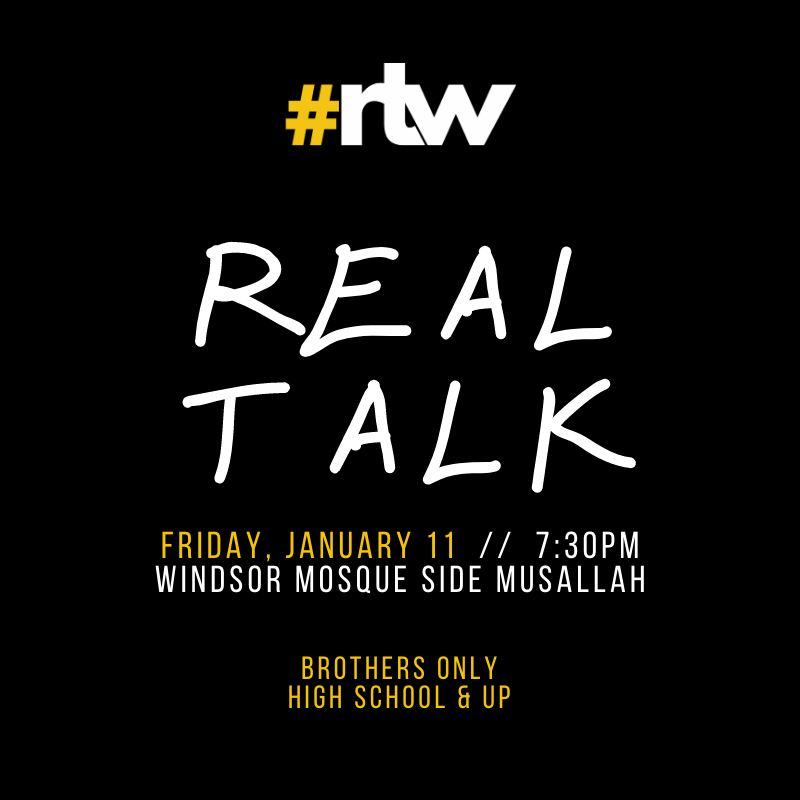 #rtw
REAL
TALK
FRIDAY, JANUARY 11 // 7:30PM
WINDSOR MOSQUE SIDE MUSALLAH
BROTHERS ONLY
HIGH SCHOOL & UP